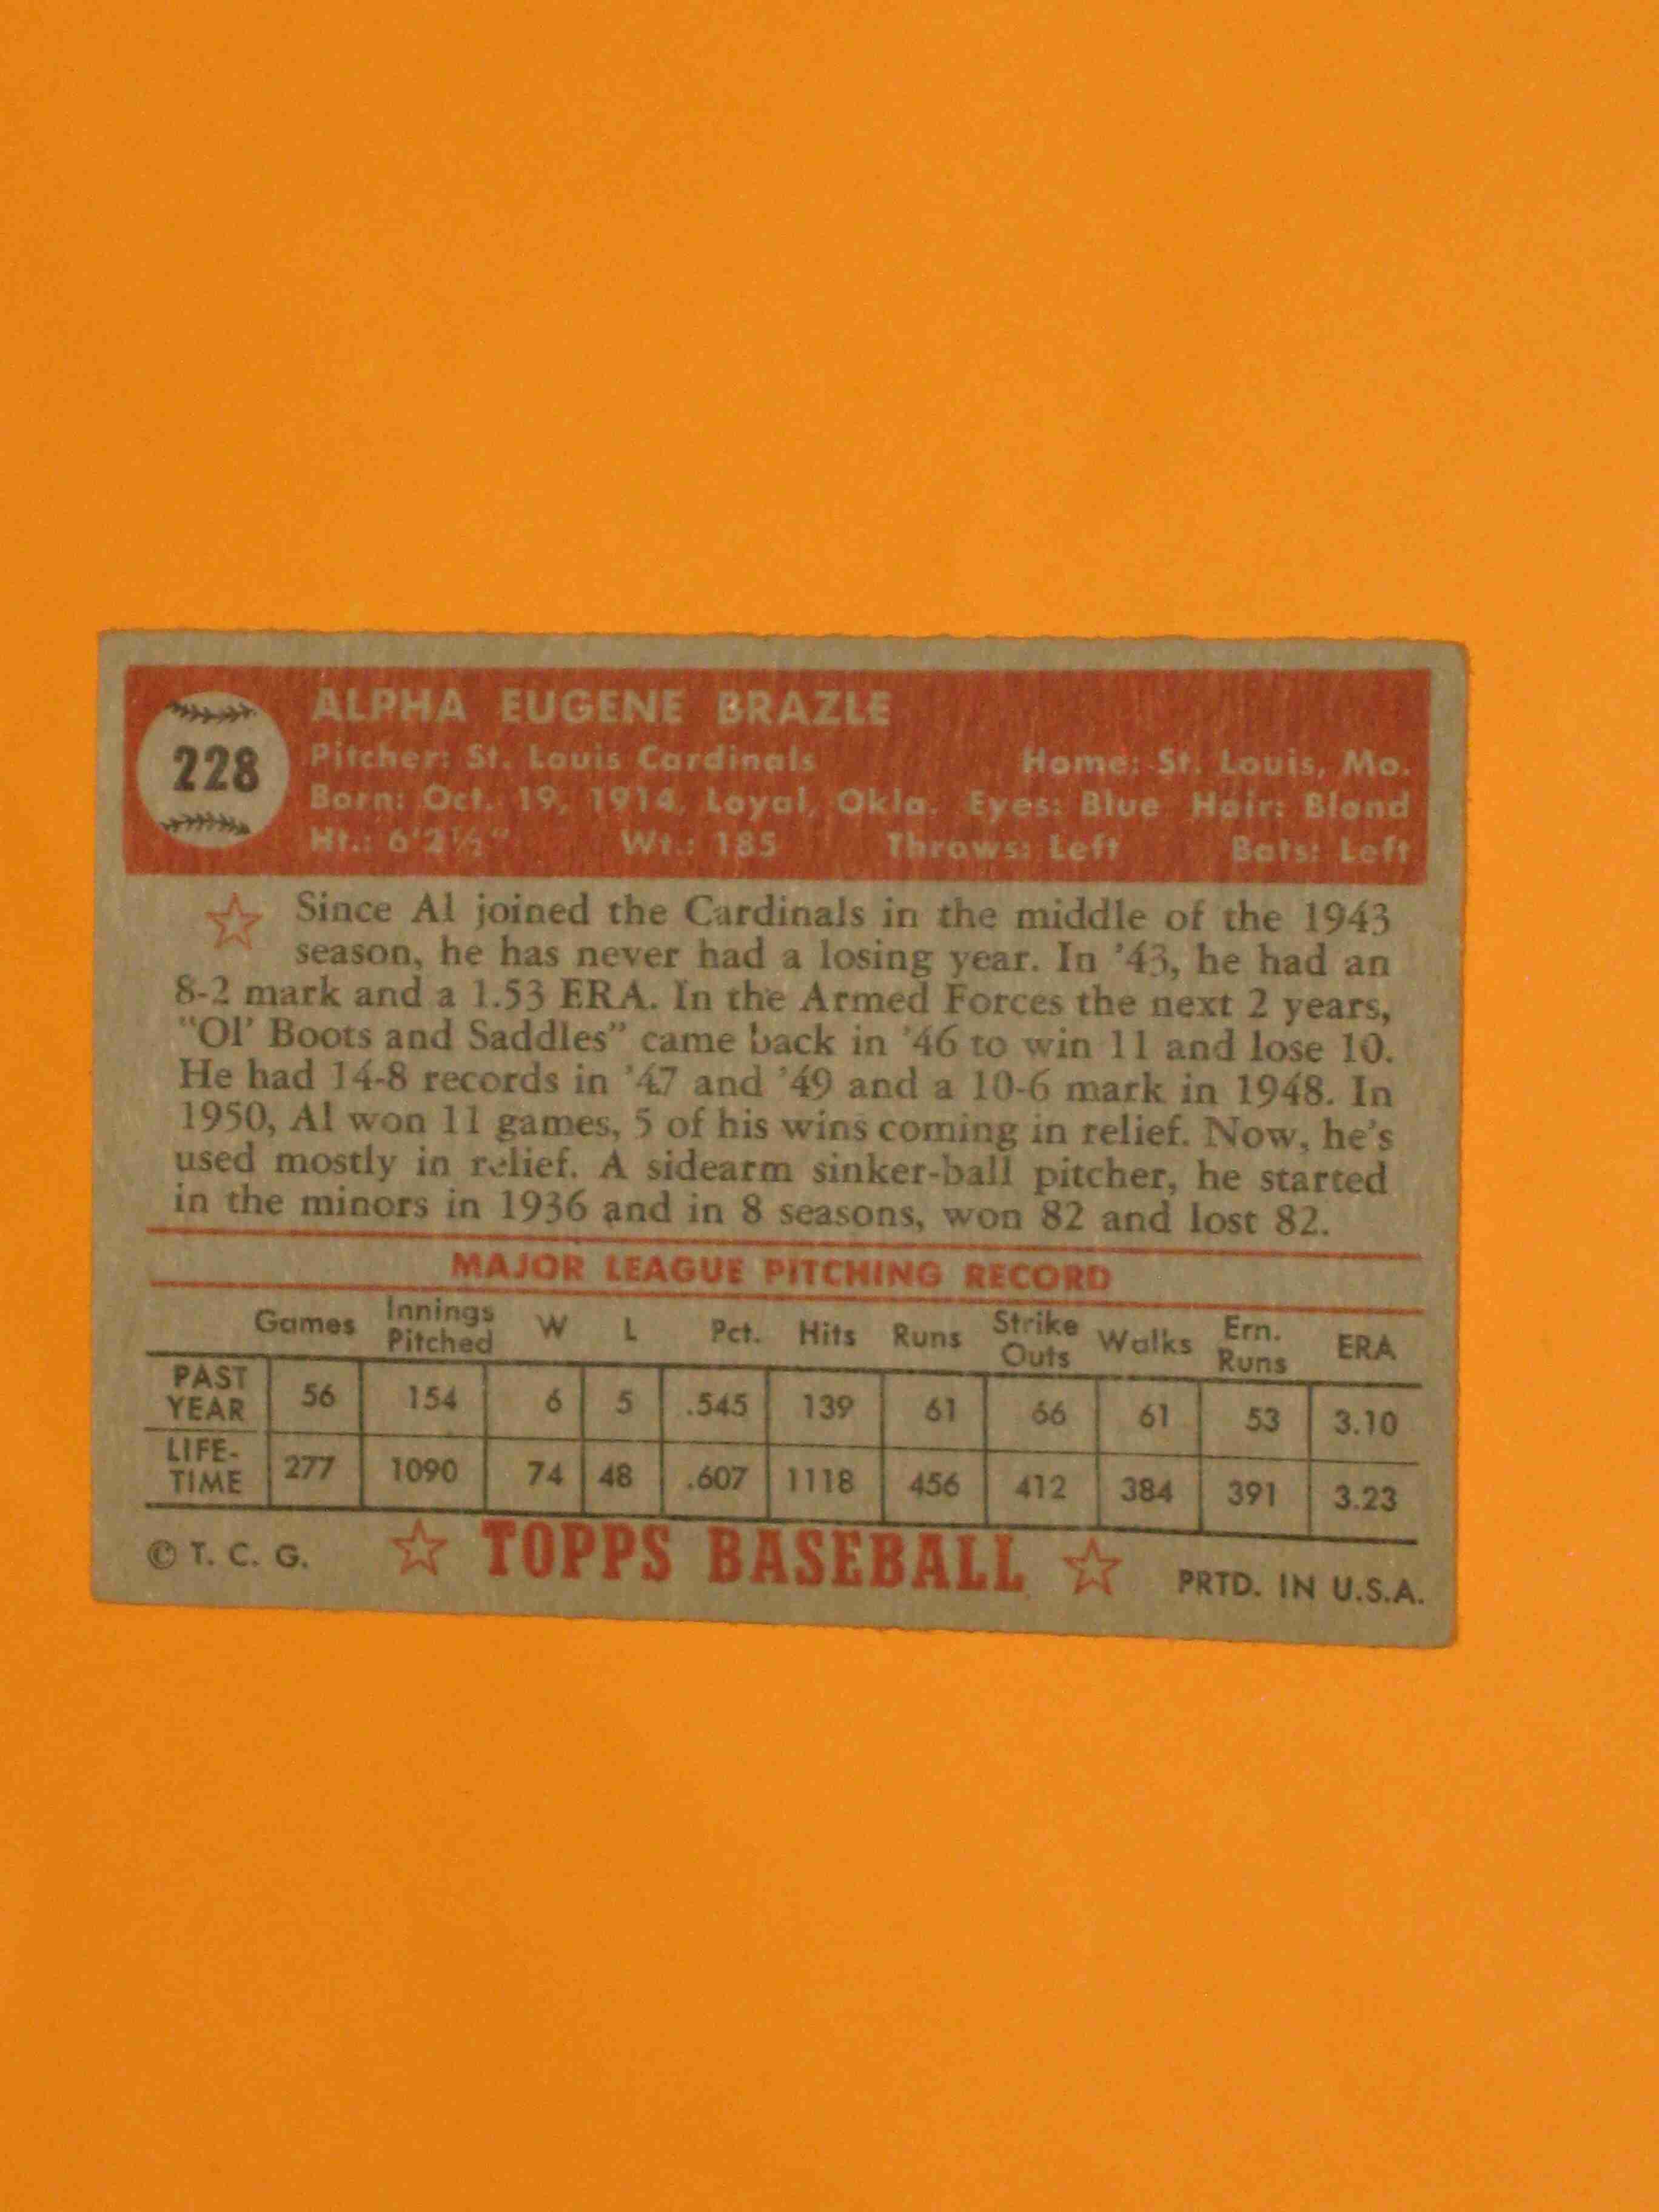 228
ALPHA EUGENE BRAZLE
Pitcher: St. Louis Cardinals Home: St. Louis, Mo.
Born: Oct. 19, 1914, Loyal, Okla. Eyes: Blue Hair: Blond
Ht.: 6'2½" Wt.: 185 Throws: Left Bats: Left
Since Al joined the Cardinals in the middle of the 1943
season, he has never had a losing year. In '43, he had an
8-2 mark and a 1.53 ERA. In the Armed Forces the next 2 years,
"Ol' Boots and Saddles" came back in '46 to win 11 and lose 10.
He had 14-8 records in '47 and '49 and a 10-6 mark in 1948. In
1950, Al won 11 games, 5 of his wins coming in relief. Now, he's
used mostly in relief. A sidearm sinker-ball pitcher, he started
in the minors in 1936 and in 8 seasons, won 82 and lost 82.
MAJOR LEAGUE PITCHING RECORD
Games Innings Pitched W L Pct. Hits Runs Strike Outs Walks Ern. Runs ERA
PAST YEAR 56 154 6 5 .545 139 61 66 61 53 3.10
LIFE-TIME 277 1090 74 48 .607 1118 456 412 384 391 3.23
© T. C. G. TOPPS BASEBALL PRTD. IN U.S.A.